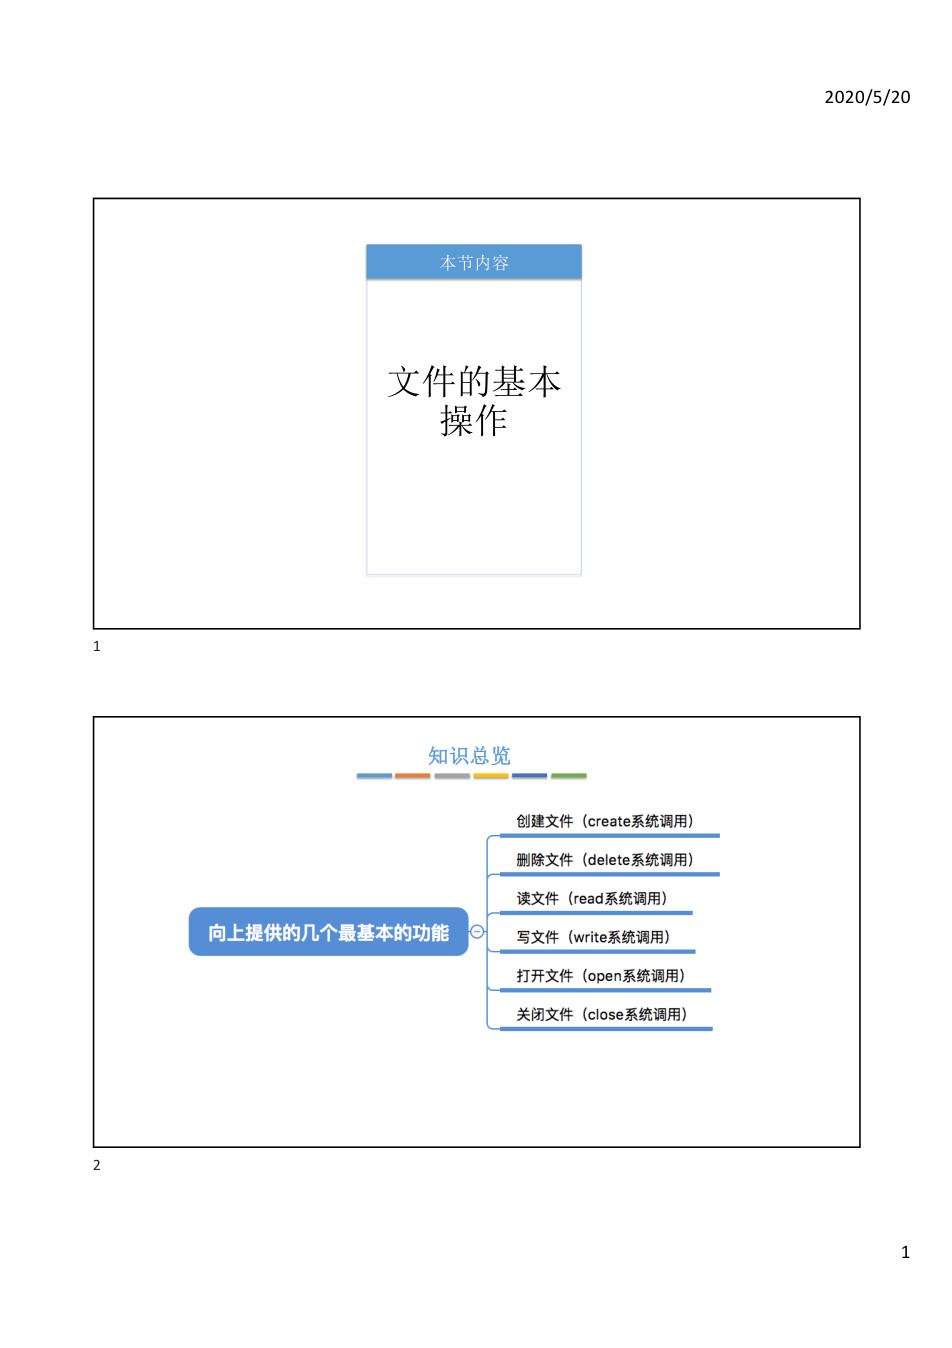 2020/5/20
本节内容
文件的基本
操作
1
知识总览
创建文件（create系统调用）
删除文件（delete系统调用）
读文件（read系统调用）
写文件（write系统调用）
向上提供的几个最基本的功能
打开文件（open系统调用）
关闭文件（close系统调用）
2
1